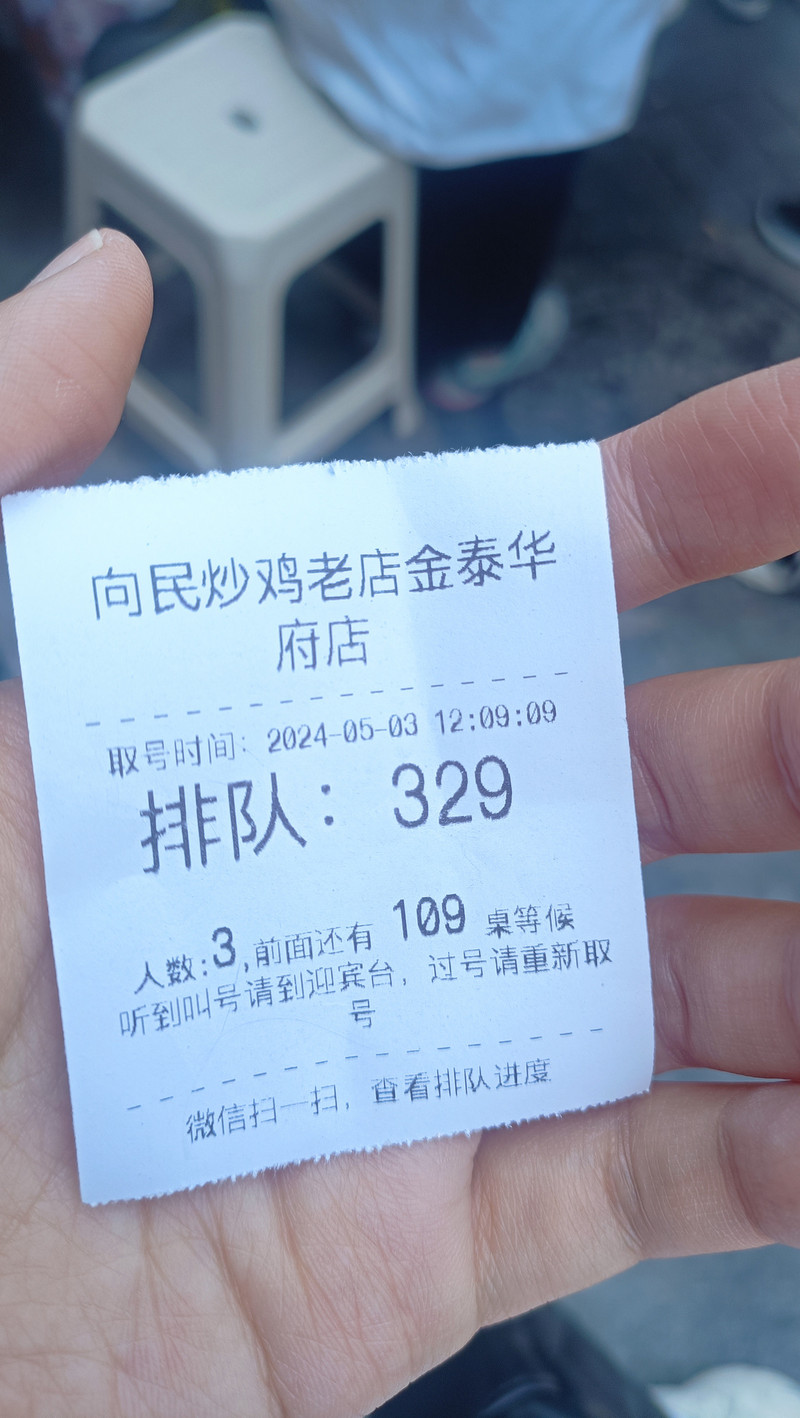 向民炒鸡老店金泰华
府店
取号时间：2024-05-03 12:09:09
排队：329
人数:3,前面还有 109 桌等候
听到叫号请到迎宾台，过号请重新取
号
微信扫一扫，查看排队进度